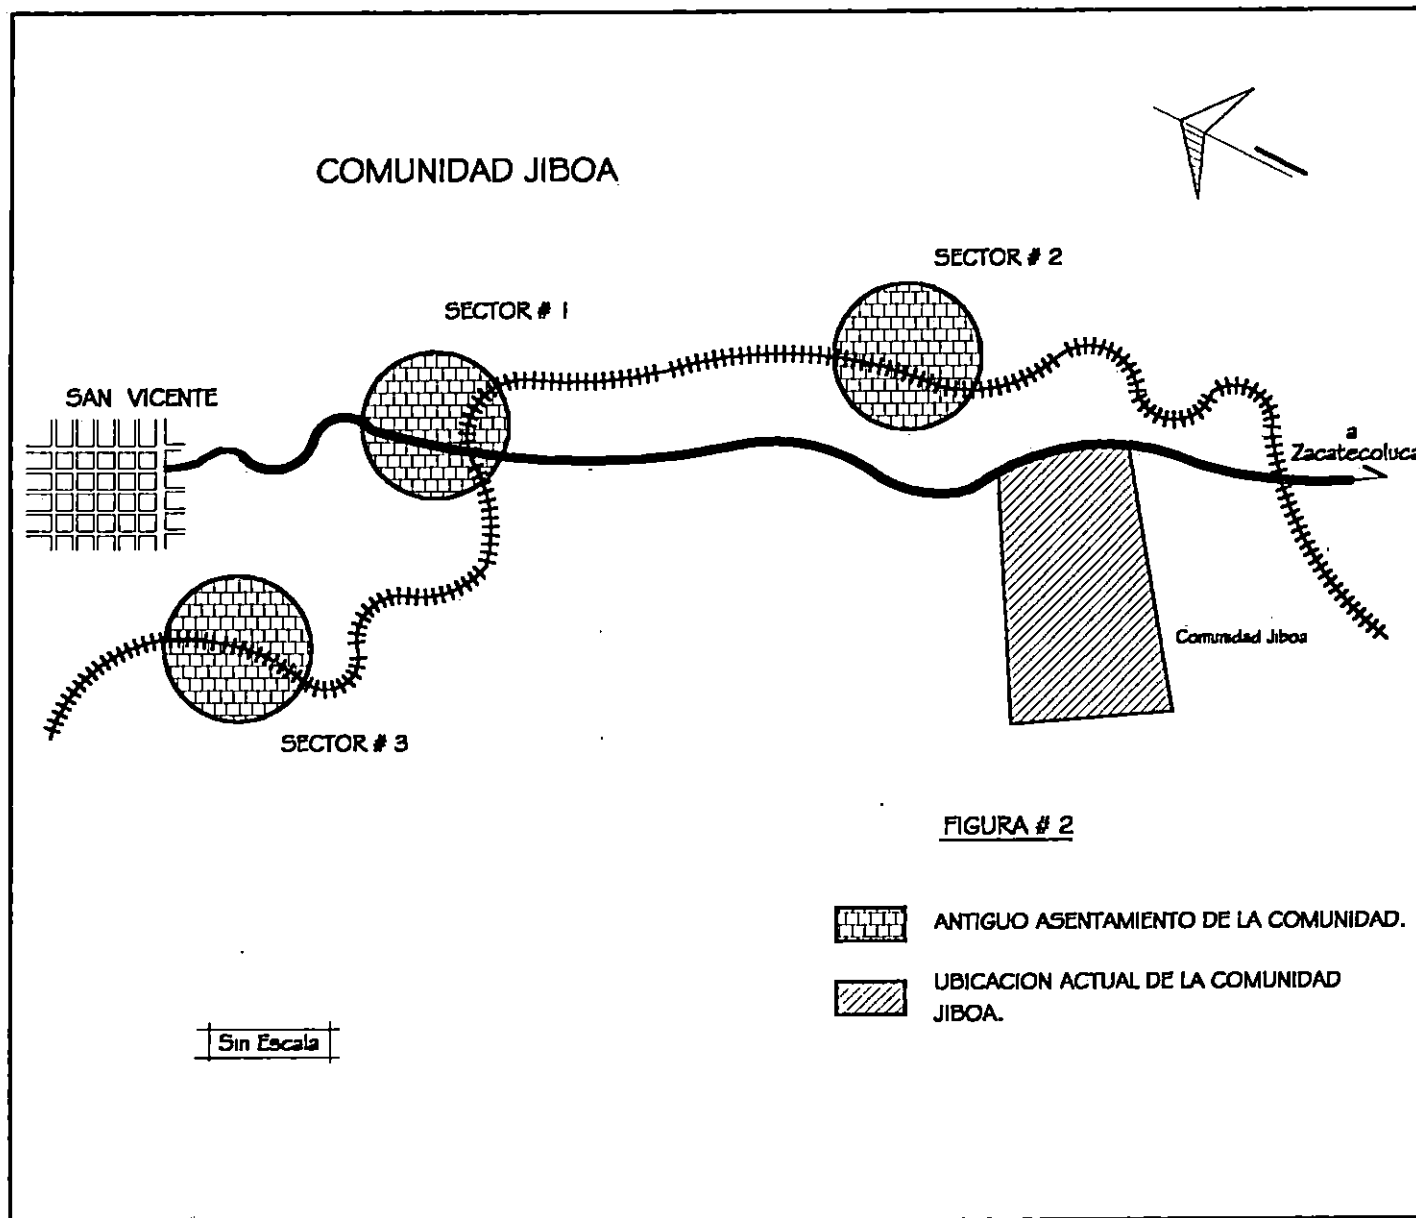 COMUNIDAD JIBOA
SECTOR # 2
SECTOR # 1
SAN VICENTE
a
Zacatecoluca
Comunidad Jiboa
SECTOR # 3
FIGURA # 2
ANTIGUO ASENTAMIENTO DE LA COMUNIDAD.
UBICACION ACTUAL DE LA COMUNIDAD
JIBOA.
Sin Escala